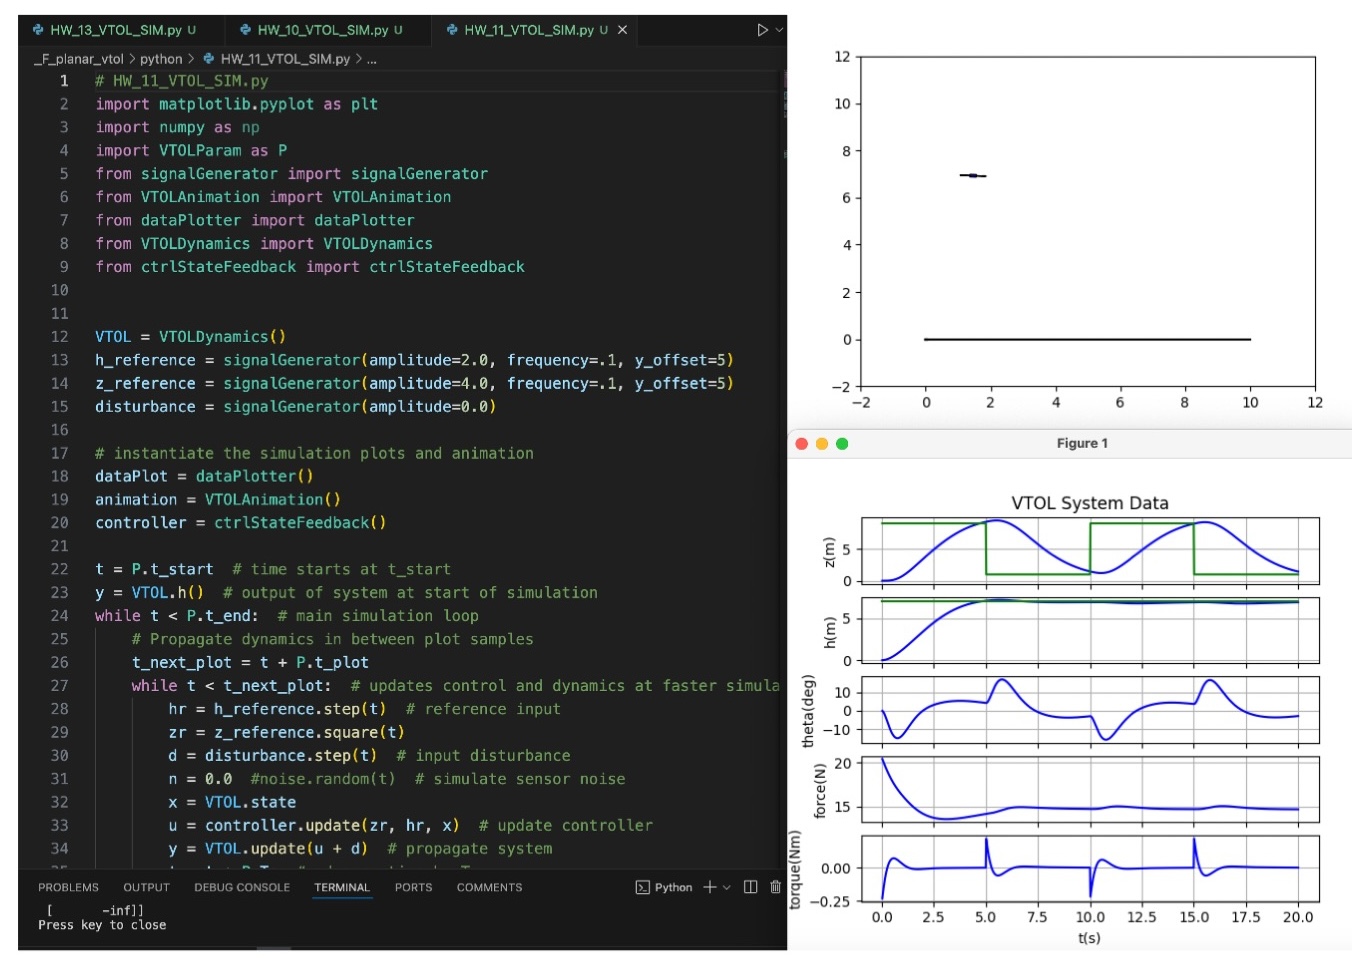 HW_13_VTOL_SIM.py U
HW_10_VTOL_SIM.py U
HW_11_VTOL_SIM.py U
_F_planar_vtol > python > HW_11_VTOL_SIM.py > ...
1 # HW_11_VTOL_SIM.py
2 import matplotlib.pyplot as plt
3 import numpy as np
4 import VTOLParam as P
5 from signalGenerator import signalGenerator
6 from VTOLAnimation import VTOLAnimation
7 from dataPlotter import dataPlotter
8 from VTOLDynamics import VTOLDynamics
9 from ctrlStateFeedback import ctrlStateFeedback
10
11
12 VTOL = VTOLDynamics()
13 h_reference = signalGenerator(amplitude=2.0, frequency=.1, y_offset=5)
14 z_reference = signalGenerator(amplitude=4.0, frequency=.1, y_offset=5)
15 disturbance = signalGenerator(amplitude=0.0)
16
17 # instantiate the simulation plots and animation
18 dataPlot = dataPlotter()
19 animation = VTOLAnimation()
20 controller = ctrlStateFeedback()
21
22 t = P.t_start # time starts at t_start
23 y = VTOL.h() # output of system at start of simulation
24 while t < P.t_end: # main simulation loop
25 # Propagate dynamics in between plot samples
26 t_next_plot = t + P.t_plot
27 while t < t_next_plot: # updates control and dynamics at faster simula
28 hr = h_reference.step(t) # reference input
29 zr = z_reference.square(t)
30 d = disturbance.step(t) # input disturbance
31 n = 0.0 #noise.random(t) # simulate sensor noise
32 x = VTOL.state
33 u = controller.update(zr, hr, x) # update controller
34 y = VTOL.update(u + d) # propagate system
PROBLEMS OUTPUT DEBUG CONSOLE TERMINAL PORTS COMMENTS Python
[ -inf]]
Press key to close
12
10
8
6
4
2
0
−2
−2 0 2 4 6 8 10 12
Figure 1
VTOL System Data
z(m)
5
0
h(m)
5
0
theta(deg)
10
0
−10
force(N)
20
15
torque(Nm)
0.00
−0.25
0.0 2.5 5.0 7.5 10.0 12.5 15.0 17.5 20.0
t(s)